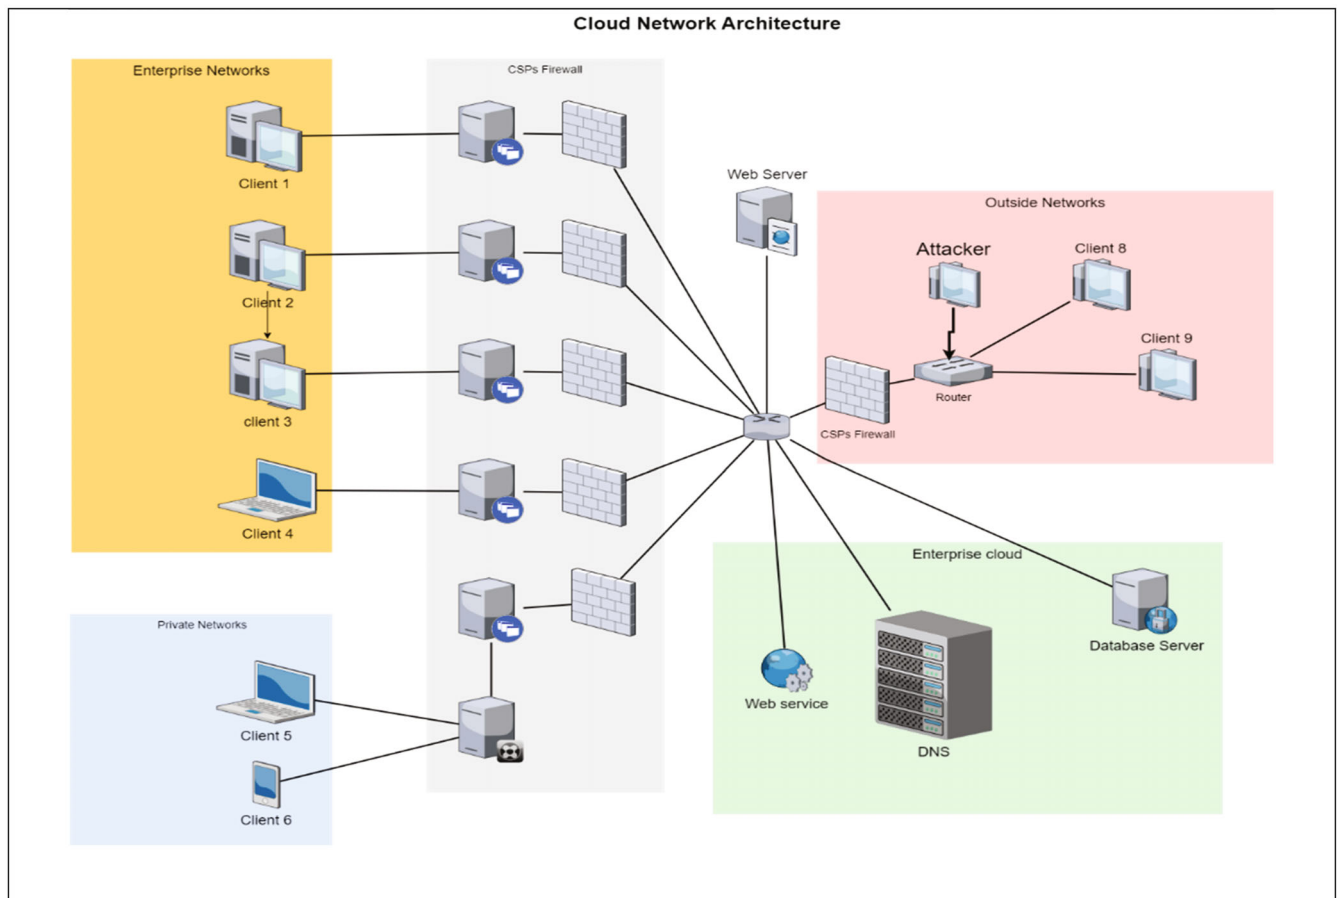 Cloud Network Architecture
Enterprise Networks
Client 1
Client 2
client 3
Client 4
Private Networks
Client 5
Client 6
CSPs Firewall
Web Server
Outside Networks
Attacker
Client 8
Client 9
Router
CSPs Firewall
Enterprise cloud
Web service
DNS
Database Server